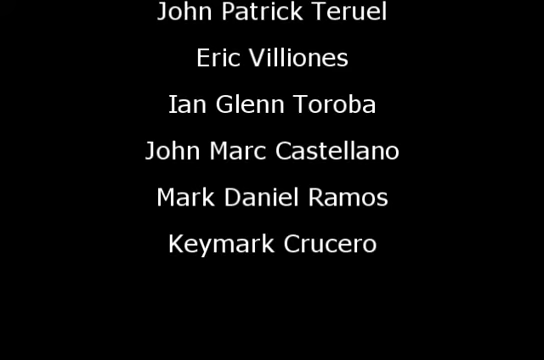 John Patrick Teruel
Eric Villiones
Ian Glenn Toroba
John Marc Castellano
Mark Daniel Ramos
Keymark Crucero